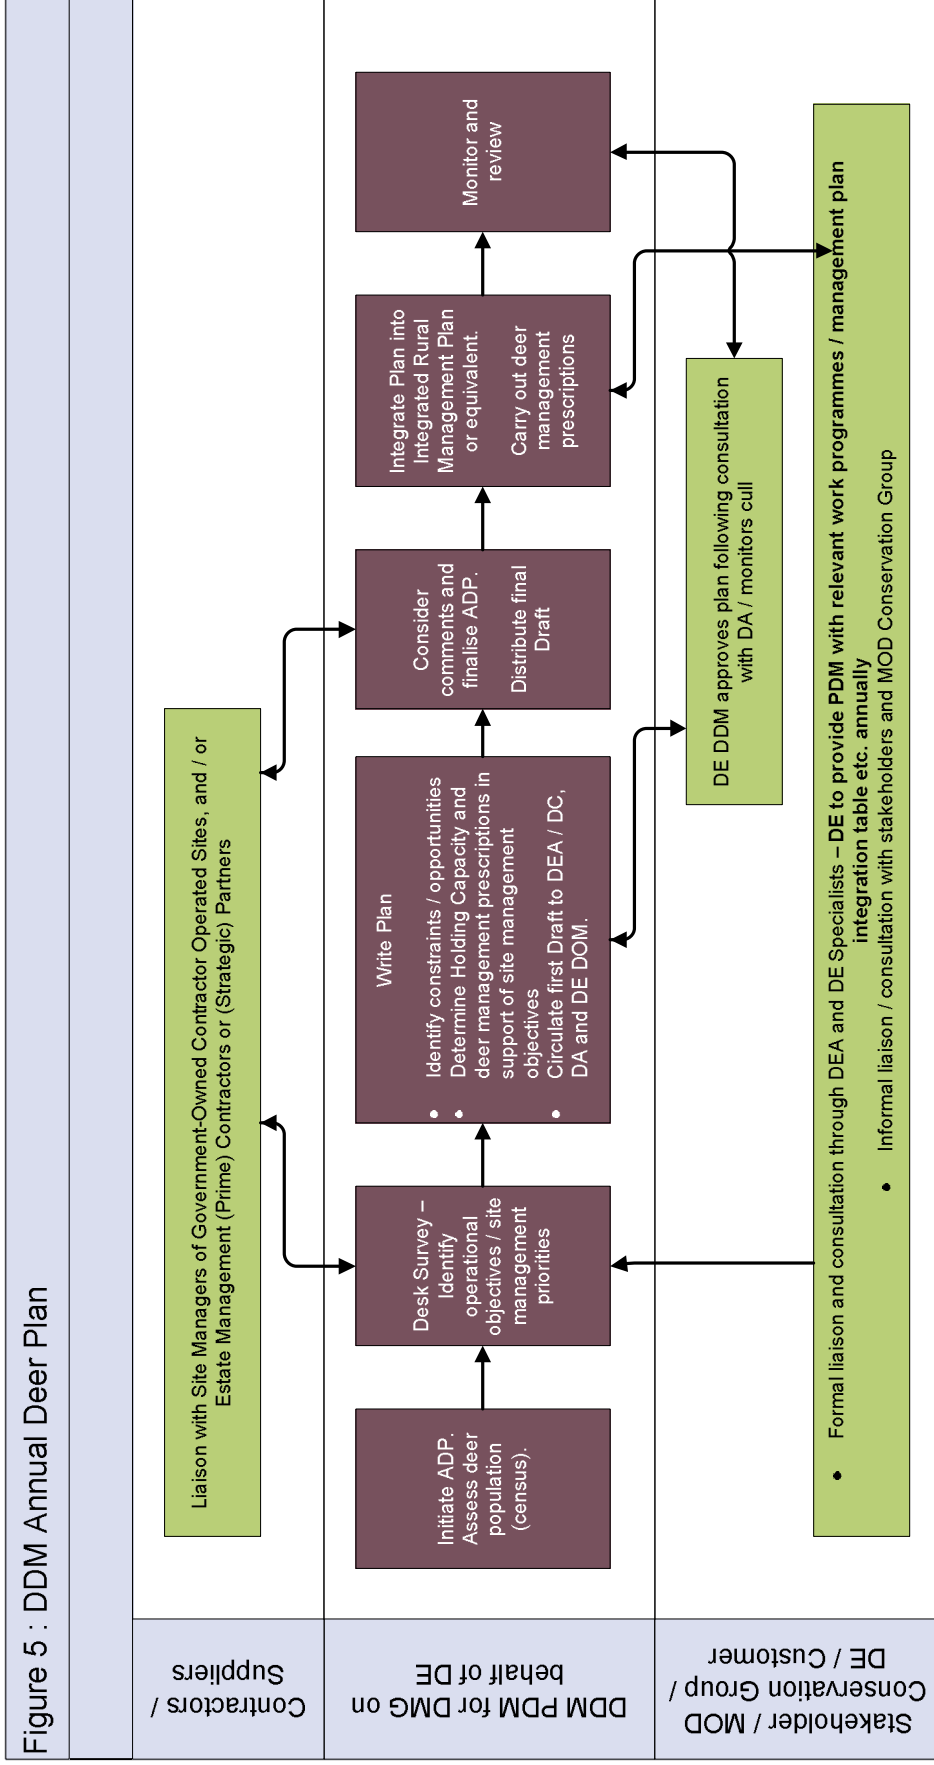 Figure 5 : DDM Annual Deer Plan
Contractors /
Suppliers
Liaison with Site Managers of Government-Owned Contractor Operated Sites, and / or
Estate Management (Prime) Contractors or (Strategic) Partners
DDM PDM for DMG on
behalf of DE
Initiate ADP.
Assess deer
population
(census).
Desk Survey –
Identify
operational
objectives / site
management
priorities
Write Plan
• Identify constraints / opportunities
• Determine Holding Capacity and
deer management prescriptions in
support of site management
objectives
• Circulate first Draft to DEA / DC,
DA and DE DOM.
Consider
comments and
finalise ADP.
Distribute final
Draft
Integrate Plan into
Integrated Rural
Management Plan
or equivalent.
Carry out deer
management
prescriptions
Monitor and
review
Stakeholder / MOD
Conservation Group /
DE / Customer
DE DDM approves plan following consultation
with DA / monitors cull
• Formal liaison and consultation through DEA and DE Specialists – DE to provide PDM with relevant work programmes / management plan
integration table etc. annually
• Informal liaison / consultation with stakeholders and MOD Conservation Group